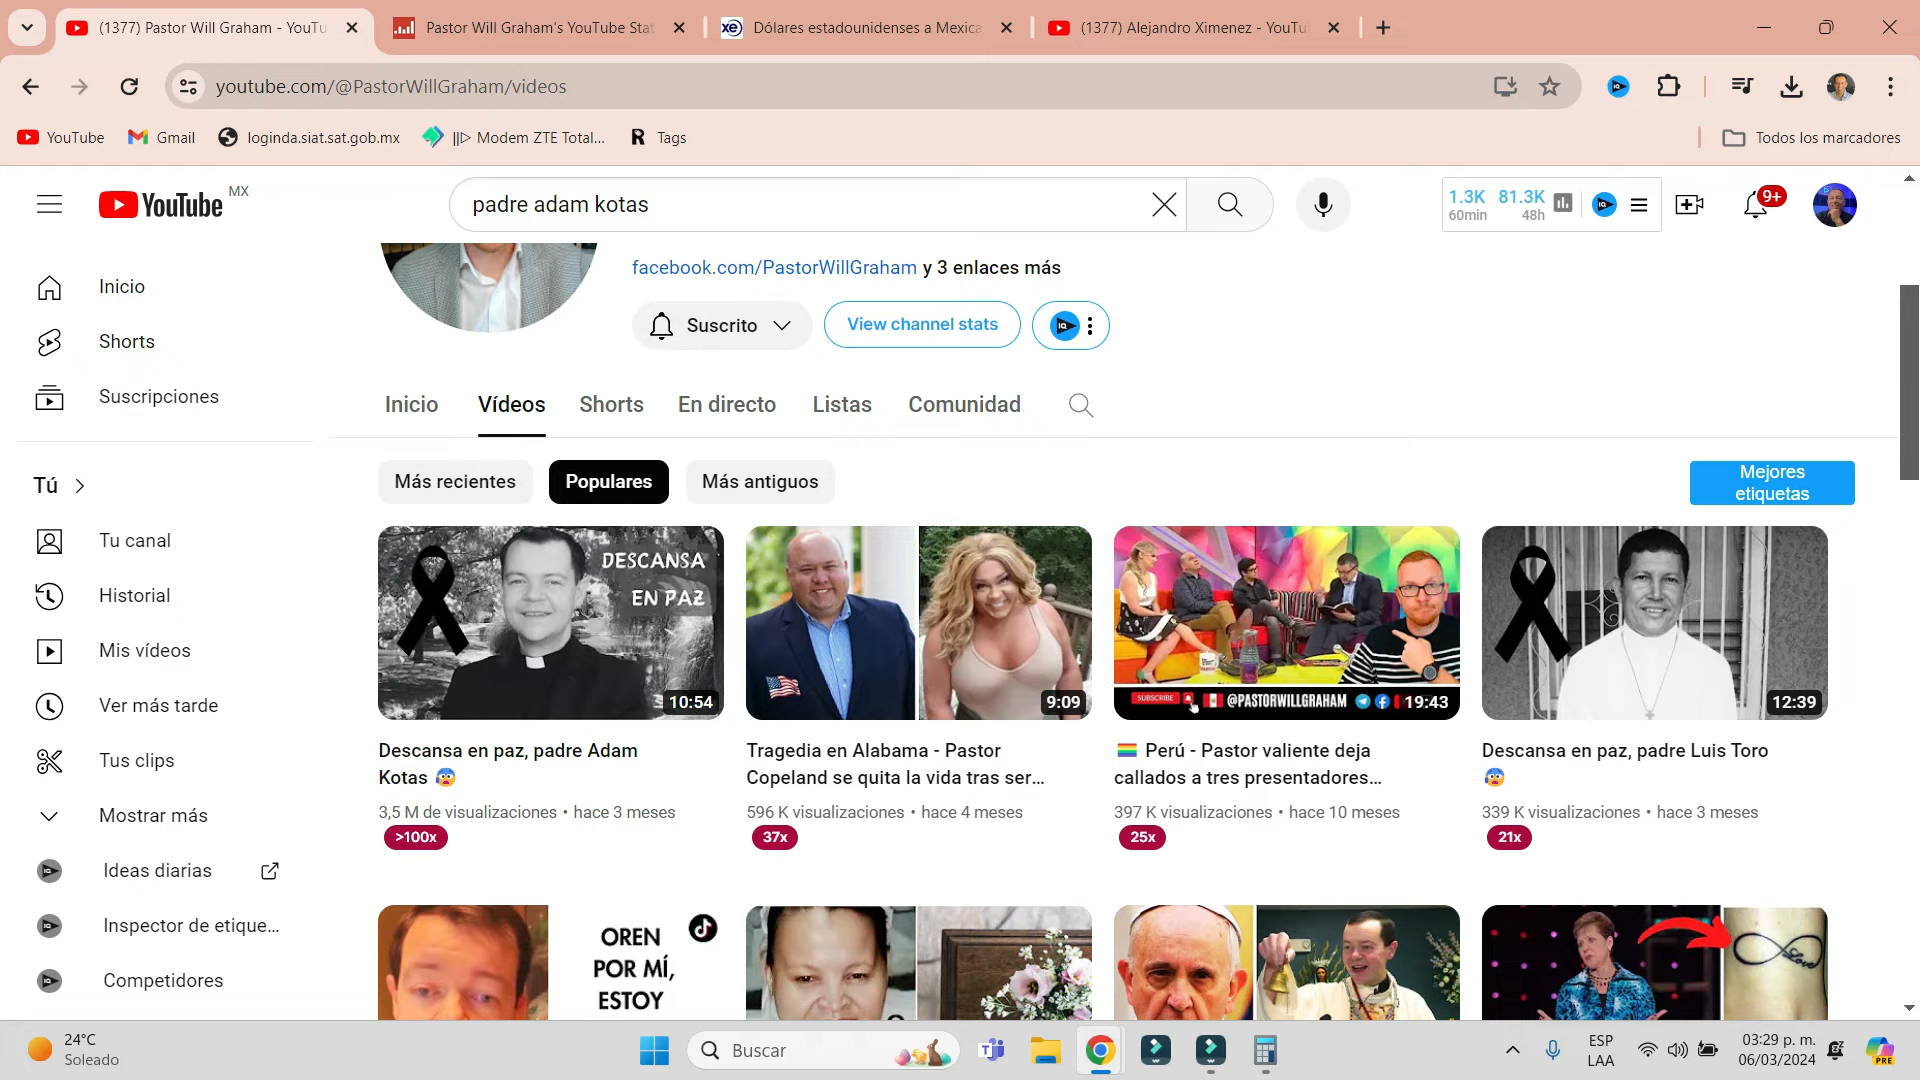 (1377) Pastor Will Graham - YouTu
Pastor Will Graham's YouTube Stat
Dólares estadounidenses a Mexica
(1377) Alejandro Ximenez - YouTu
youtube.com/@PastorWillGraham/videos
YouTube
Gmail
loginda.siat.sat.gob.mx
||▷ Modem ZTE Total...
Tags
Todos los marcadores
YouTube MX
padre adam kotas
1.3K 81.3K
60min 48h
9+
facebook.com/PastorWillGraham y 3 enlaces más
Suscrito
View channel stats
Inicio
Shorts
Suscripciones
Inicio Vídeos Shorts En directo Listas Comunidad
Más recientes Populares Más antiguos
Mejores
etiquetas
Tú
Tu canal
Historial
Mis vídeos
Ver más tarde
Tus clips
Mostrar más
Ideas diarias
Inspector de etique...
Competidores
DESCANSA
EN PAZ
10:54
Descansa en paz, padre Adam
Kotas 😰
3,5 M de visualizaciones • hace 3 meses
>100x
9:09
Tragedia en Alabama - Pastor
Copeland se quita la vida tras ser...
596 K visualizaciones • hace 4 meses
37x
SUBSCRIBE
@PASTORWILLGRAHAM
19:43
🏳️‍🌈 Perú - Pastor valiente deja
callados a tres presentadores...
397 K visualizaciones • hace 10 meses
25x
12:39
Descansa en paz, padre Luis Toro
😰
339 K visualizaciones • hace 3 meses
21x
OREN
POR MÍ,
ESTOY
24°C
Soleado
Buscar
ESP
LAA
03:29 p. m.
06/03/2024
PRE